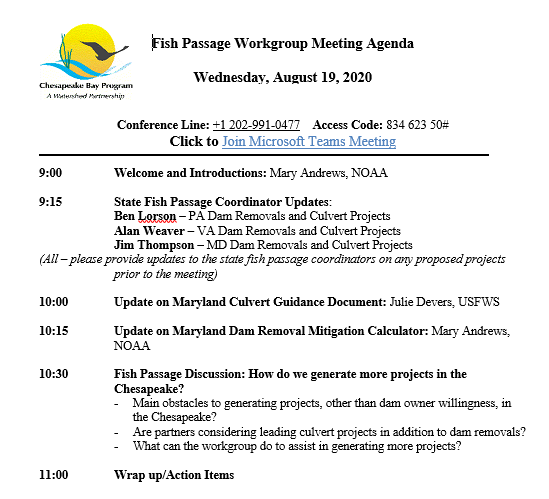 Fish Passage Workgroup Meeting Agenda
Wednesday, August 19, 2020
Chesapeake Bay Program
A Watershed Partnership
Conference Line: +1 202-991-0477 Access Code: 834 623 50#
Click to Join Microsoft Teams Meeting
9:00 Welcome and Introductions: Mary Andrews, NOAA
9:15 State Fish Passage Coordinator Updates:
Ben Lorson – PA Dam Removals and Culvert Projects
Alan Weaver – VA Dam Removals and Culvert Projects
Jim Thompson – MD Dam Removals and Culvert Projects
(All – please provide updates to the state fish passage coordinators on any proposed projects
prior to the meeting)
10:00 Update on Maryland Culvert Guidance Document: Julie Devers, USFWS
10:15 Update on Maryland Dam Removal Mitigation Calculator: Mary Andrews,
NOAA
10:30 Fish Passage Discussion: How do we generate more projects in the
Chesapeake?
- Main obstacles to generating projects, other than dam owner willingness, in
the Chesapeake?
- Are partners considering leading culvert projects in addition to dam removals?
- What can the workgroup do to assist in generating more projects?
11:00 Wrap up/Action Items